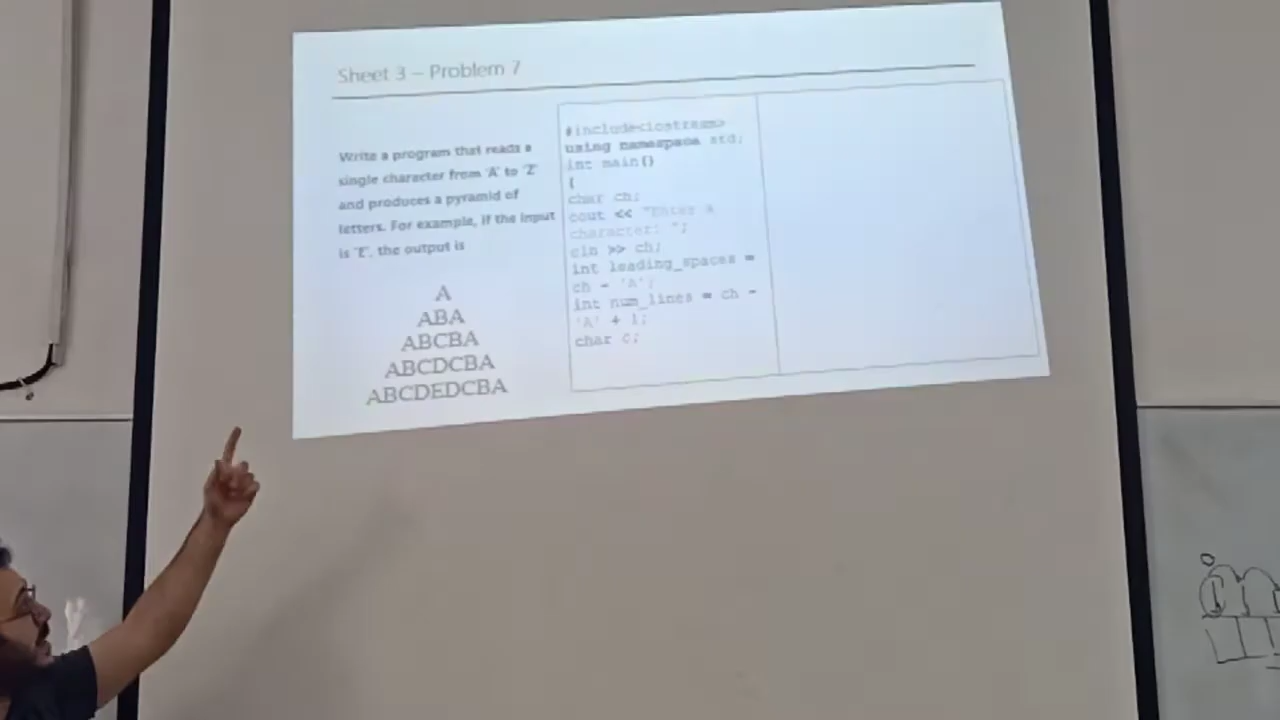 Sheet 3 – Problem 7
Write a program that reads a
single character from 'A' to 'Z'
and produces a pyramid of
letters. For example, if the input
is 'E', the output is
A
ABA
ABCBA
ABCDCBA
ABCDEDCBA
#include<iostream>
using namespace std;
int main()
{
char ch;
cout << "Enter a
character: ";
cin >> ch;
int leading_spaces =
ch - 'A';
int num_lines = ch -
'A' + 1;
char c;